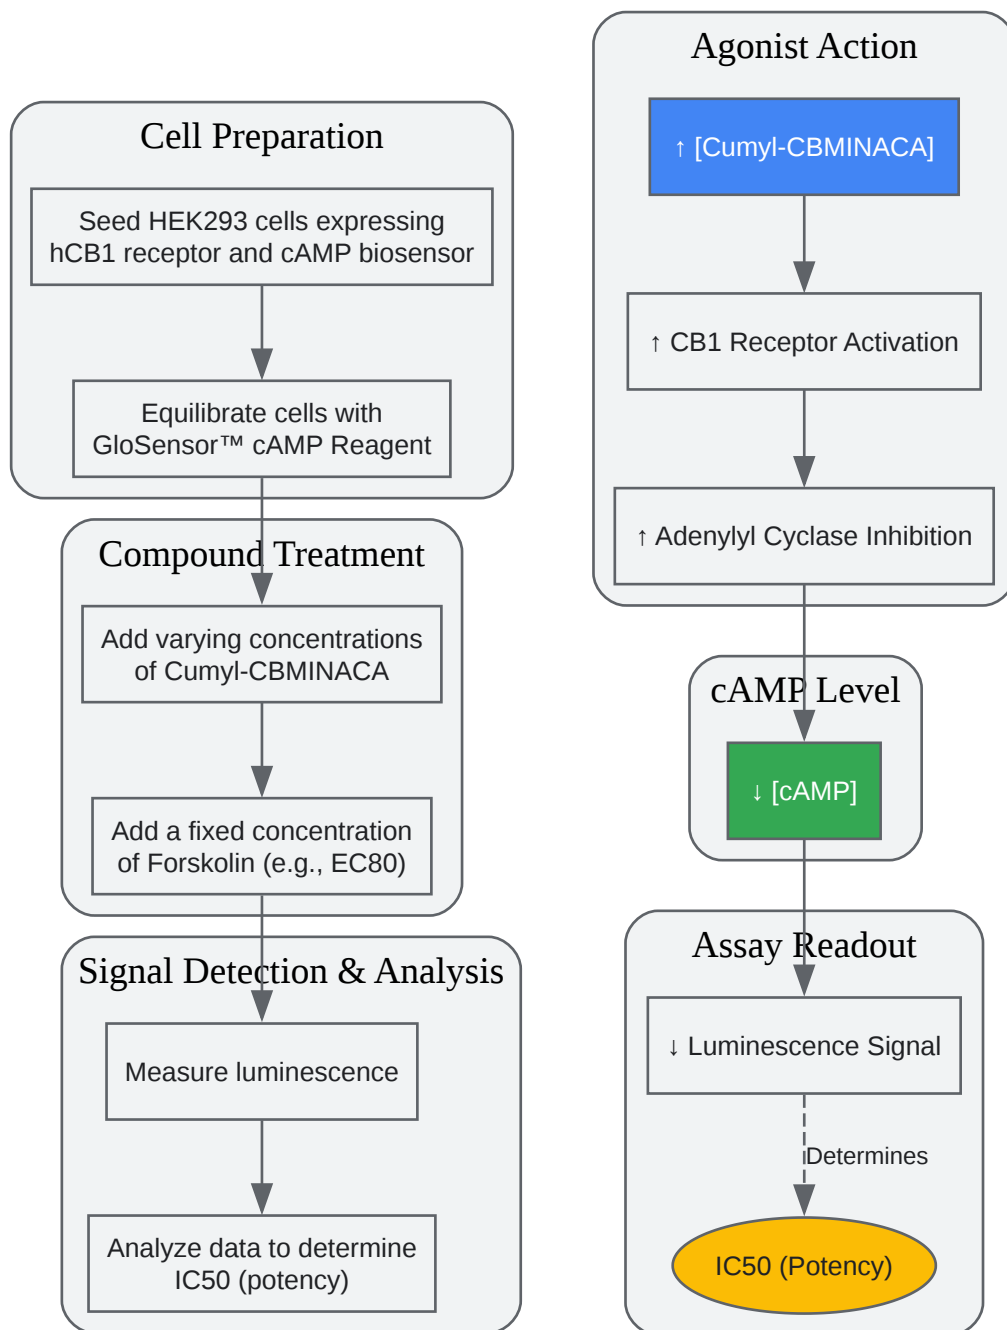 Cell Preparation
Seed HEK293 cells expressing
hCB1 receptor and cAMP biosensor
Equilibrate cells with
GloSensor™ cAMP Reagent
Compound Treatment
Add varying concentrations
of Cumyl-CBMINACA
Add a fixed concentration
of Forskolin (e.g., EC80)
Signal Detection & Analysis
Measure luminescence
Analyze data to determine
IC50 (potency)
Agonist Action
↑ [Cumyl-CBMINACA]
↑ CB1 Receptor Activation
↑ Adenylyl Cyclase Inhibition
cAMP Level
↓ [cAMP]
Assay Readout
↓ Luminescence Signal
Determines
IC50 (Potency)